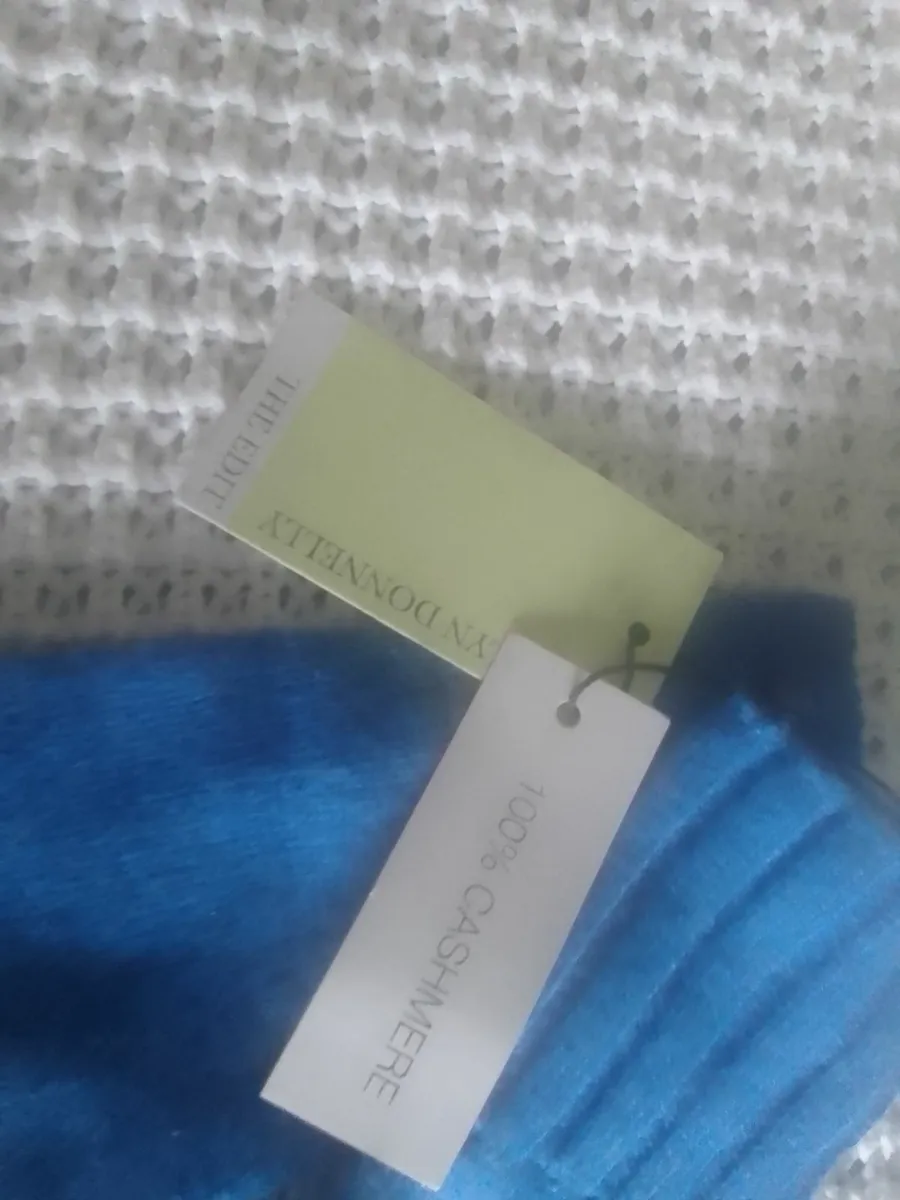 THE EDIT
YN DONNELLY
100% CASHMERE